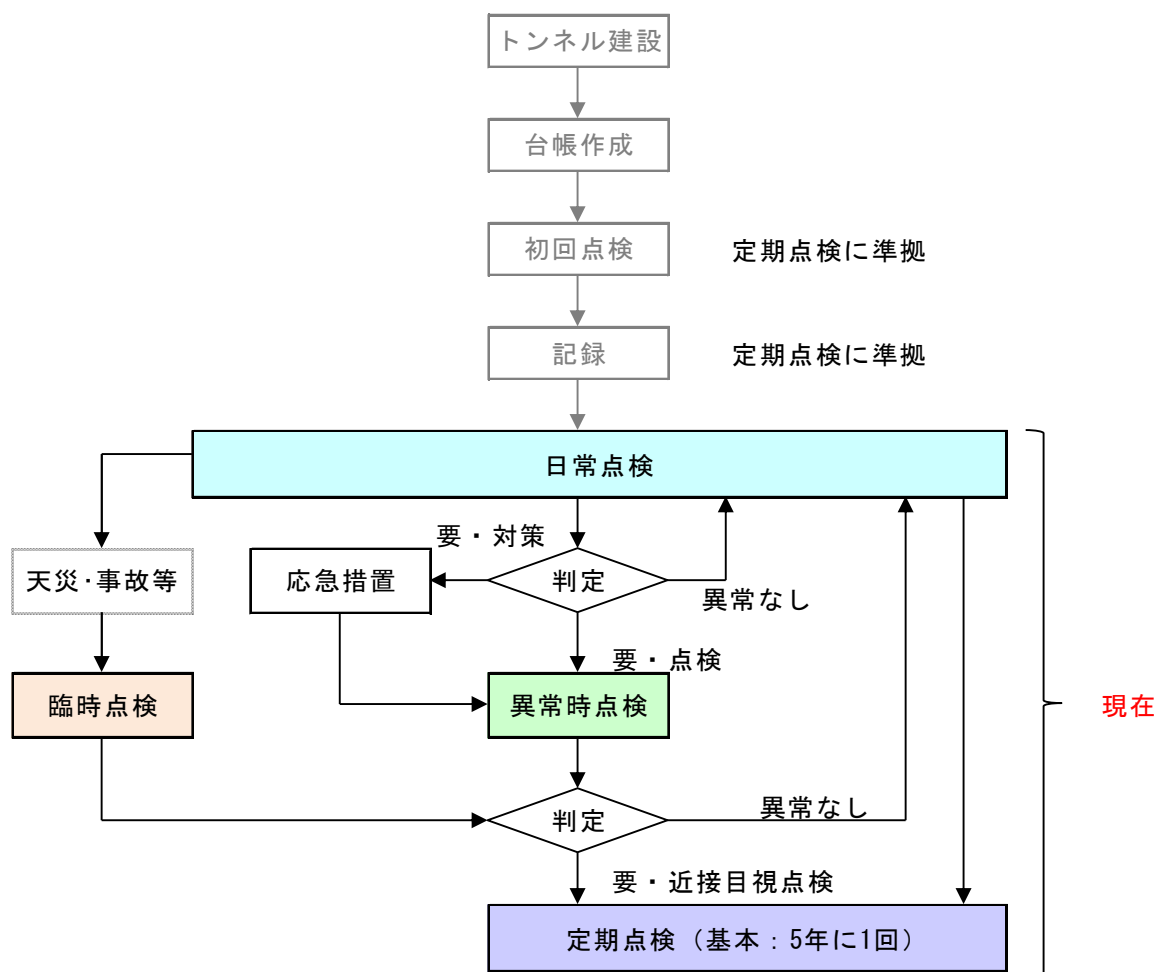 トンネル建設
台帳作成
初回点検
定期点検に準拠
記録
定期点検に準拠
日常点検
要・対策
天災・事故等
応急措置
判定
異常なし
要・点検
臨時点検
異常時点検
現在
判定
異常なし
要・近接目視点検
定期点検（基本：5年に1回）